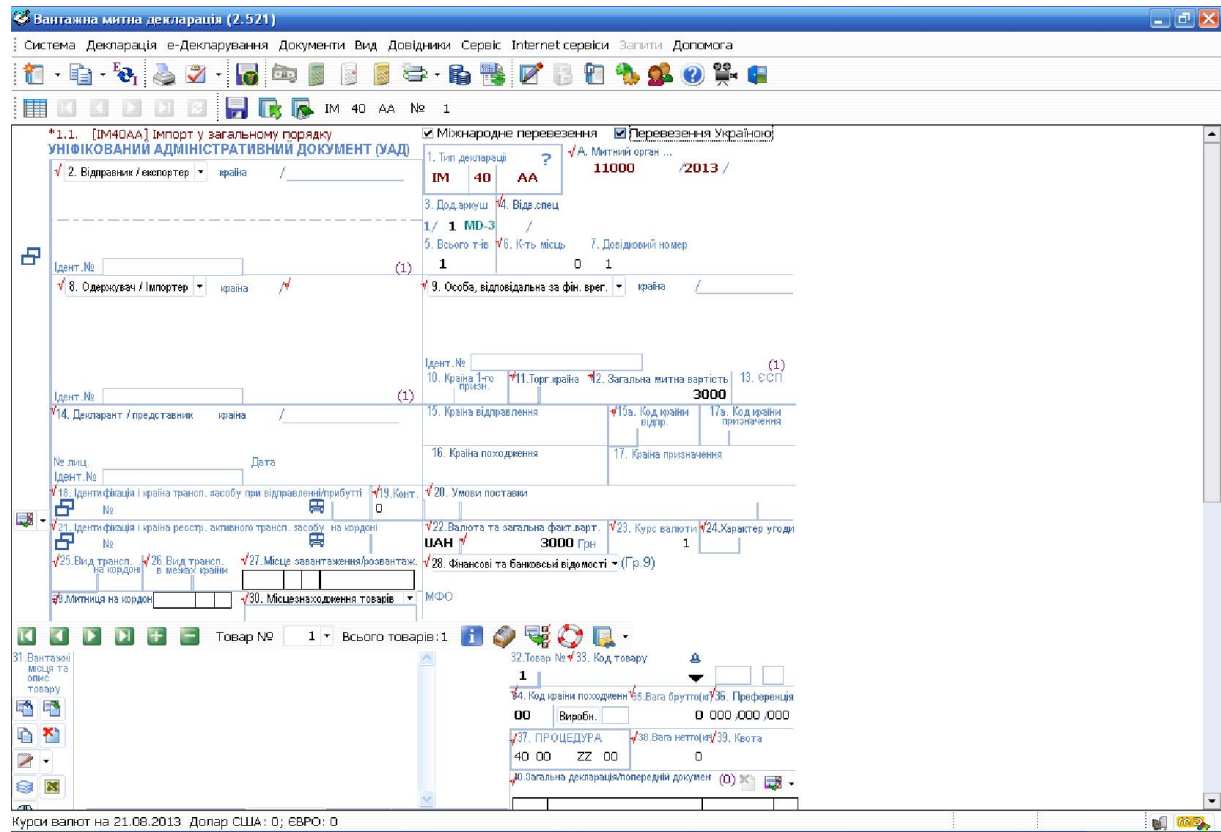 Вантажна митна декларація (2.521)
Система Декларація е-Декларування Документи Вид Довідники Сервіс Internet сервіси Запити Допомога
IM 40 AA № 1
*1.1. [IM40AA] Імпорт у загальному порядку
Міжнародне перевезення Перевезення Україною
УНІФІКОВАНИЙ АДМІНІСТРАТИВНИЙ ДОКУМЕНТ (УАД)
1. Тип декларації ? А. Митний орган ...
IM 40 AA 11000 /2013 /
2. Відправник / експортер країна /
3. Дод.аркуш 4. Відв.спец
1/ 1 MD-3 /
5. Всього т-ів 6. К-ть місць 7. Довідковий номер
1 0 1
Ідент.№ (1)
8. Одержувач / Імпортер країна /
9. Особа, відповідальна за фін. врег. країна /
Ідент.№ (1)
10. Країна 1-го призн. 11.Торг.країна 12. Загальна митна вартість 13. ЄСП
3000
Ідент.№ (1)
14. Декларант / представник країна /
15. Країна відправлення 15а. Код країни відпр. 17а. Код країни призначення
16. Країна походження 17. Країна призначення
№ лиц. Дата
Ідент.№
18. Ідентифікація і країна трансп. засобу при відправленні/прибутті 19.Конт. 20. Умови поставки
№ 0
21. Ідентифікація і країна реєстр. активного трансп. засобу на кордоні 22.Валюта та загальна факт.варт. 23. Курс валюти 24.Характер угоди
№ UAH 3000 Грн 1
25.Вид трансп. на кордоні 26.Вид трансп. в межах країни 27.Місце завантаження/розвантаж. 28. Фінансові та банковські відомості (Гр.9)
29.Митниця на кордоні 30. Місцезнаходження товарів МФО
Товар № 1 Всього товарів:1
31.Вантажні місця та опис товару
32.Товар № 33. Код товару
1
34. Код країни походженн 35.Вага брутто(кг) 36. Преференція
00 Виробн. 0 000 /000 /000
37. ПРОЦЕДУРА 38.Вага нетто(кг) 39. Квота
40 00 ZZ 00 0
40.Загальна декларація/попередній докумен (0)
Курси валют на 21.08.2013 Долар США: 0; ЄВРО: 0